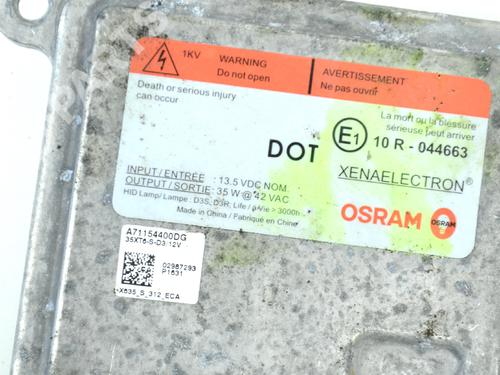 1KV
WARNING
Do not open
AVERTISSEMENT
Ne pas ouvrir
Death or serious injury
can occur
La mort ou la blessure
sérieuse peut arriver
DOT
E1 10 R - 044663
INPUT / ENTRÉE : 13.5 VDC NOM.
OUTPUT / SORTIE: 35 W @ 42 VAC
HID Lamp/ Lampe : D3S, D3R; Life / la Vie > 3000h
Made in China / Fabriqué en Chine
XENAELECTRON®
OSRAM
A71154400DG
35XT6-S-D3/12V
02987293
P1631
X635_S_312_ECA